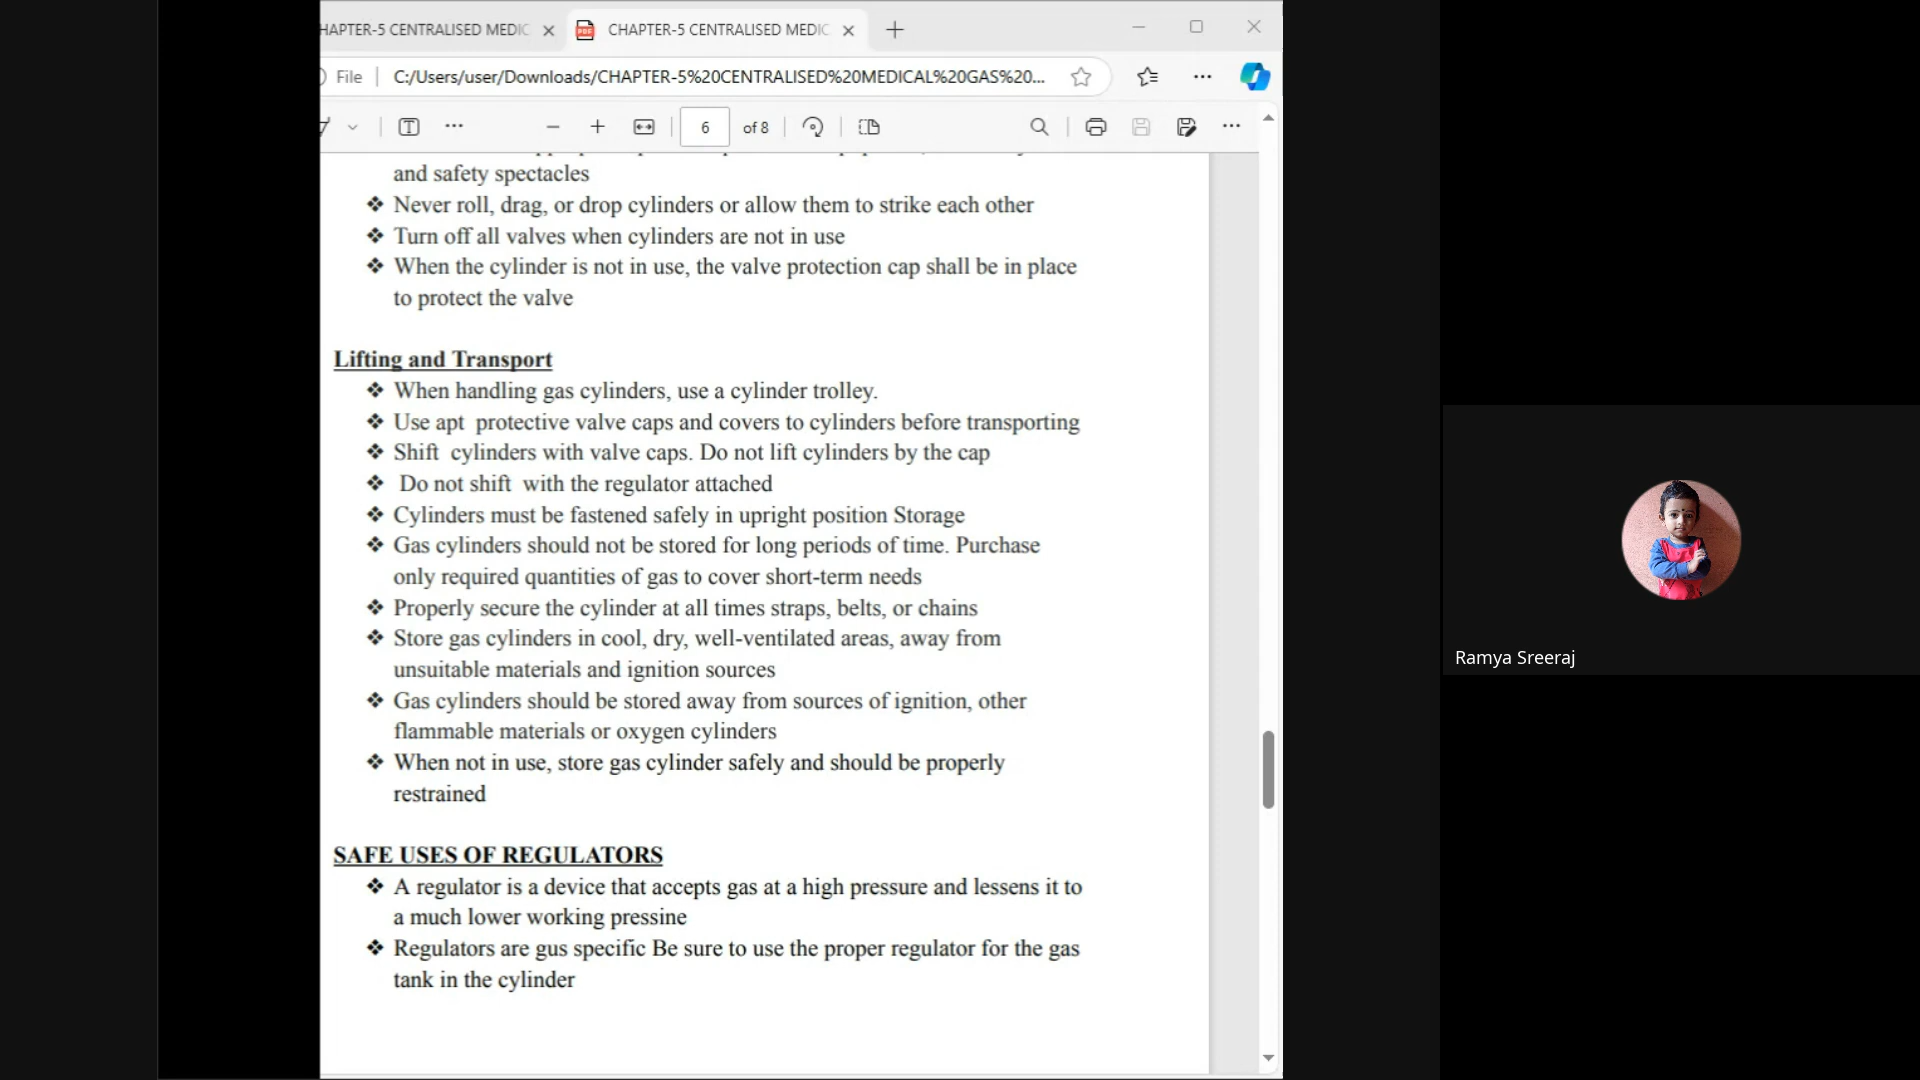 HAPTER-5 CENTRALISED MEDIC
CHAPTER-5 CENTRALISED MEDIC
File
C:/Users/user/Downloads/CHAPTER-5%20CENTRALISED%20MEDICAL%20GAS%20...
6 of 8
and safety spectacles
❖ Never roll, drag, or drop cylinders or allow them to strike each other
❖ Turn off all valves when cylinders are not in use
❖ When the cylinder is not in use, the valve protection cap shall be in place
to protect the valve
Lifting and Transport
❖ When handling gas cylinders, use a cylinder trolley.
❖ Use apt protective valve caps and covers to cylinders before transporting
❖ Shift cylinders with valve caps. Do not lift cylinders by the cap
❖ Do not shift with the regulator attached
❖ Cylinders must be fastened safely in upright position Storage
❖ Gas cylinders should not be stored for long periods of time. Purchase
only required quantities of gas to cover short-term needs
❖ Properly secure the cylinder at all times straps, belts, or chains
❖ Store gas cylinders in cool, dry, well-ventilated areas, away from
unsuitable materials and ignition sources
❖ Gas cylinders should be stored away from sources of ignition, other
flammable materials or oxygen cylinders
❖ When not in use, store gas cylinder safely and should be properly
restrained
SAFE USES OF REGULATORS
❖ A regulator is a device that accepts gas at a high pressure and lessens it to
a much lower working pressine
❖ Regulators are gus specific Be sure to use the proper regulator for the gas
tank in the cylinder
Ramya Sreeraj